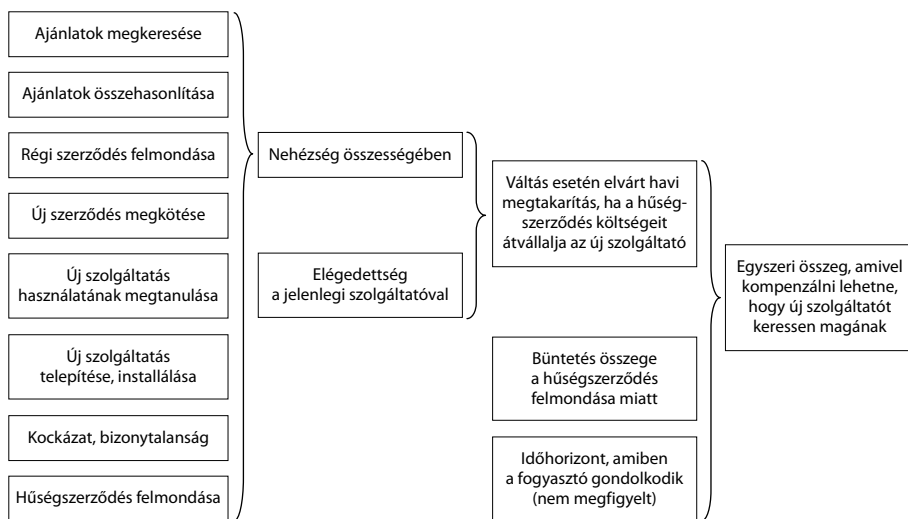 Ajánlatok megkeresése
Ajánlatok összehasonlítása
Régi szerződés felmondása
Új szerződés megkötése
Új szolgáltatás
használatának megtanulása
Új szolgáltatás
telepítése, installálása
Kockázat, bizonytalanság
Hűségszerződés felmondása
Nehézség összességében
Elégedettség
a jelenlegi szolgáltatóval
Váltás esetén elvárt havi
megtakarítás, ha a hűség-
szerződés költségeit
átvállalja az új szolgáltató
Büntetés összege
a hűségszerződés
felmondása miatt
Időhorizont, amiben
a fogyasztó gondolkodik
(nem megfigyelt)
Egyszeri összeg, amivel
kompenzálni lehetne,
hogy új szolgáltatót
keressen magának